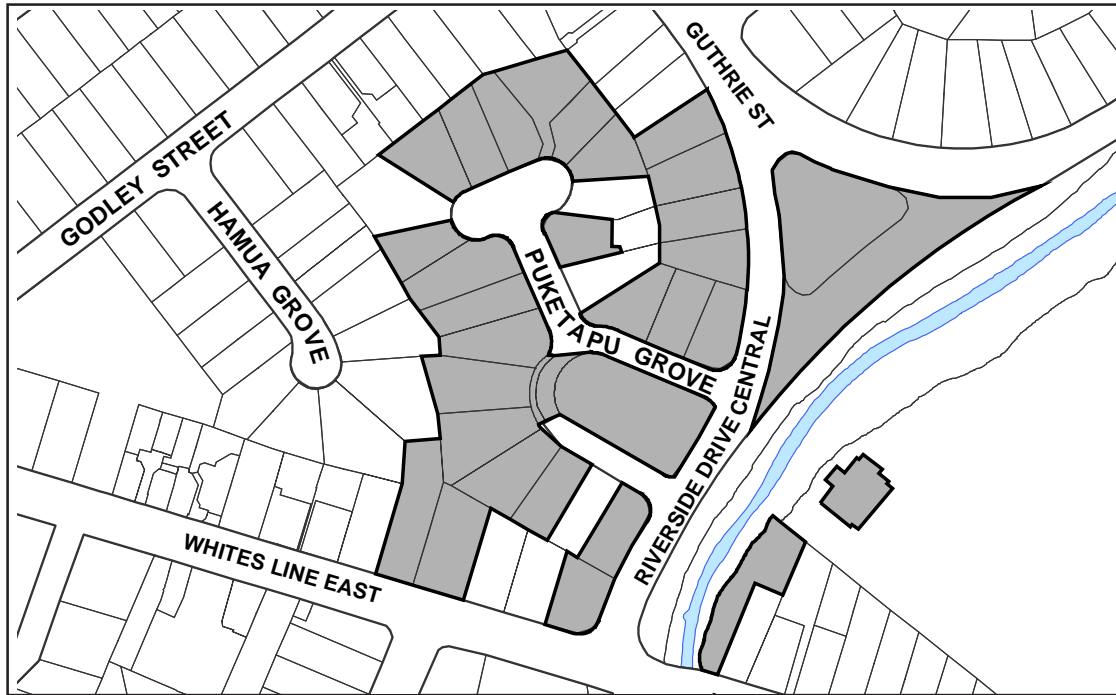 GUTHRIE ST
GODLEY STREET
HAMUA GROVE
PUKETAPU GROVE
RIVERSIDE DRIVE CENTRAL
WHITES LINE EAST